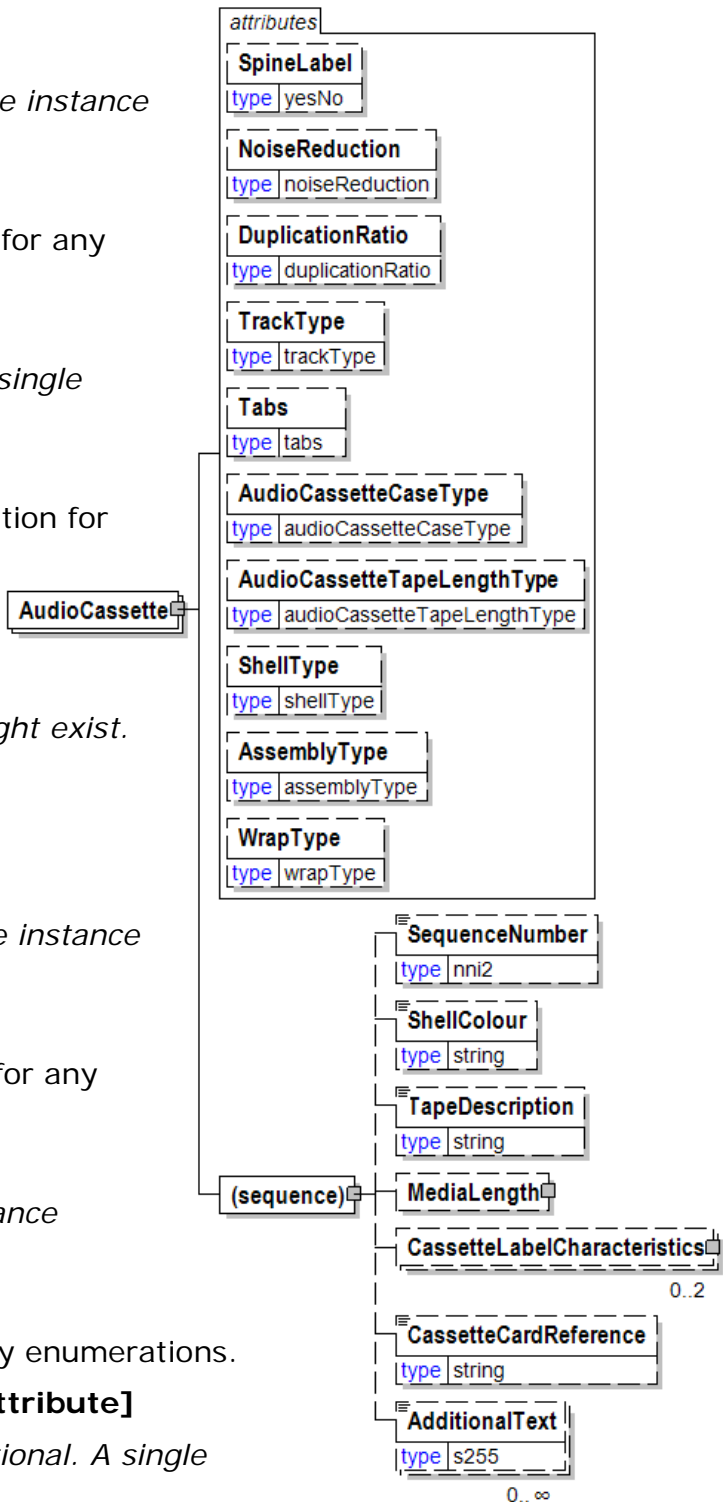 e instance
for any
single
tion for
ght exist.
e instance
for any
ance
y enumerations.
ttribute]
tional. A single
AudioCassette
attributes
SpineLabel
type yesNo
NoiseReduction
type noiseReduction
DuplicationRatio
type duplicationRatio
TrackType
type trackType
Tabs
type tabs
AudioCassetteCaseType
type audioCassetteCaseType
AudioCassetteTapeLengthType
type audioCassetteTapeLengthType
ShellType
type shellType
AssemblyType
type assemblyType
WrapType
type wrapType
(sequence)
SequenceNumber
type nni2
ShellColour
type string
TapeDescription
type string
MediaLength
CassetteLabelCharacteristics
0..2
CassetteCardReference
type string
AdditionalText
type s255
0..∞